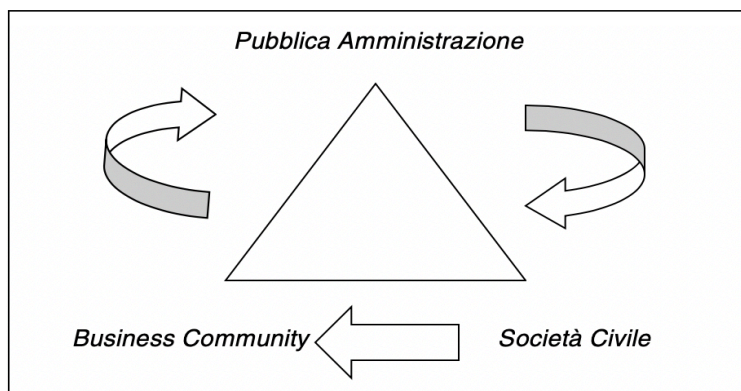 Pubblica Amministrazione
Business Community
Società Civile